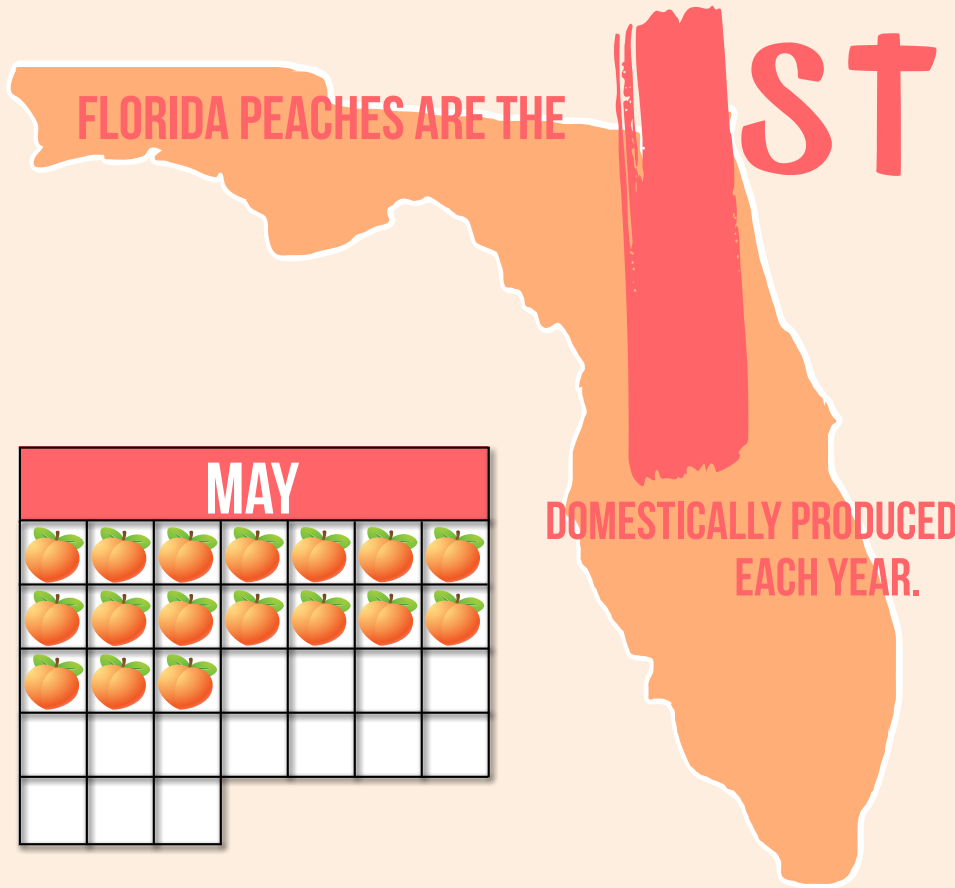 FLORIDA PEACHES ARE THE
1ST
DOMESTICALLY PRODUCED
EACH YEAR.
MAY